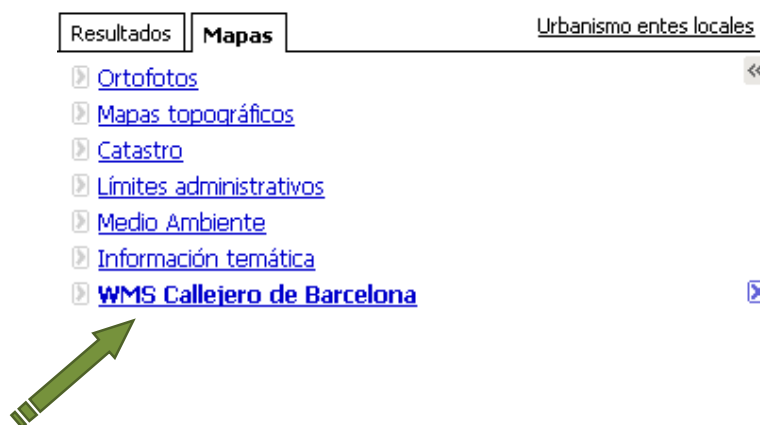 Resultados Mapas Urbanismo entes locales
Ortofotos
Mapas topográficos
Catastro
Límites administrativos
Medio Ambiente
Información temática
WMS Callejero de Barcelona